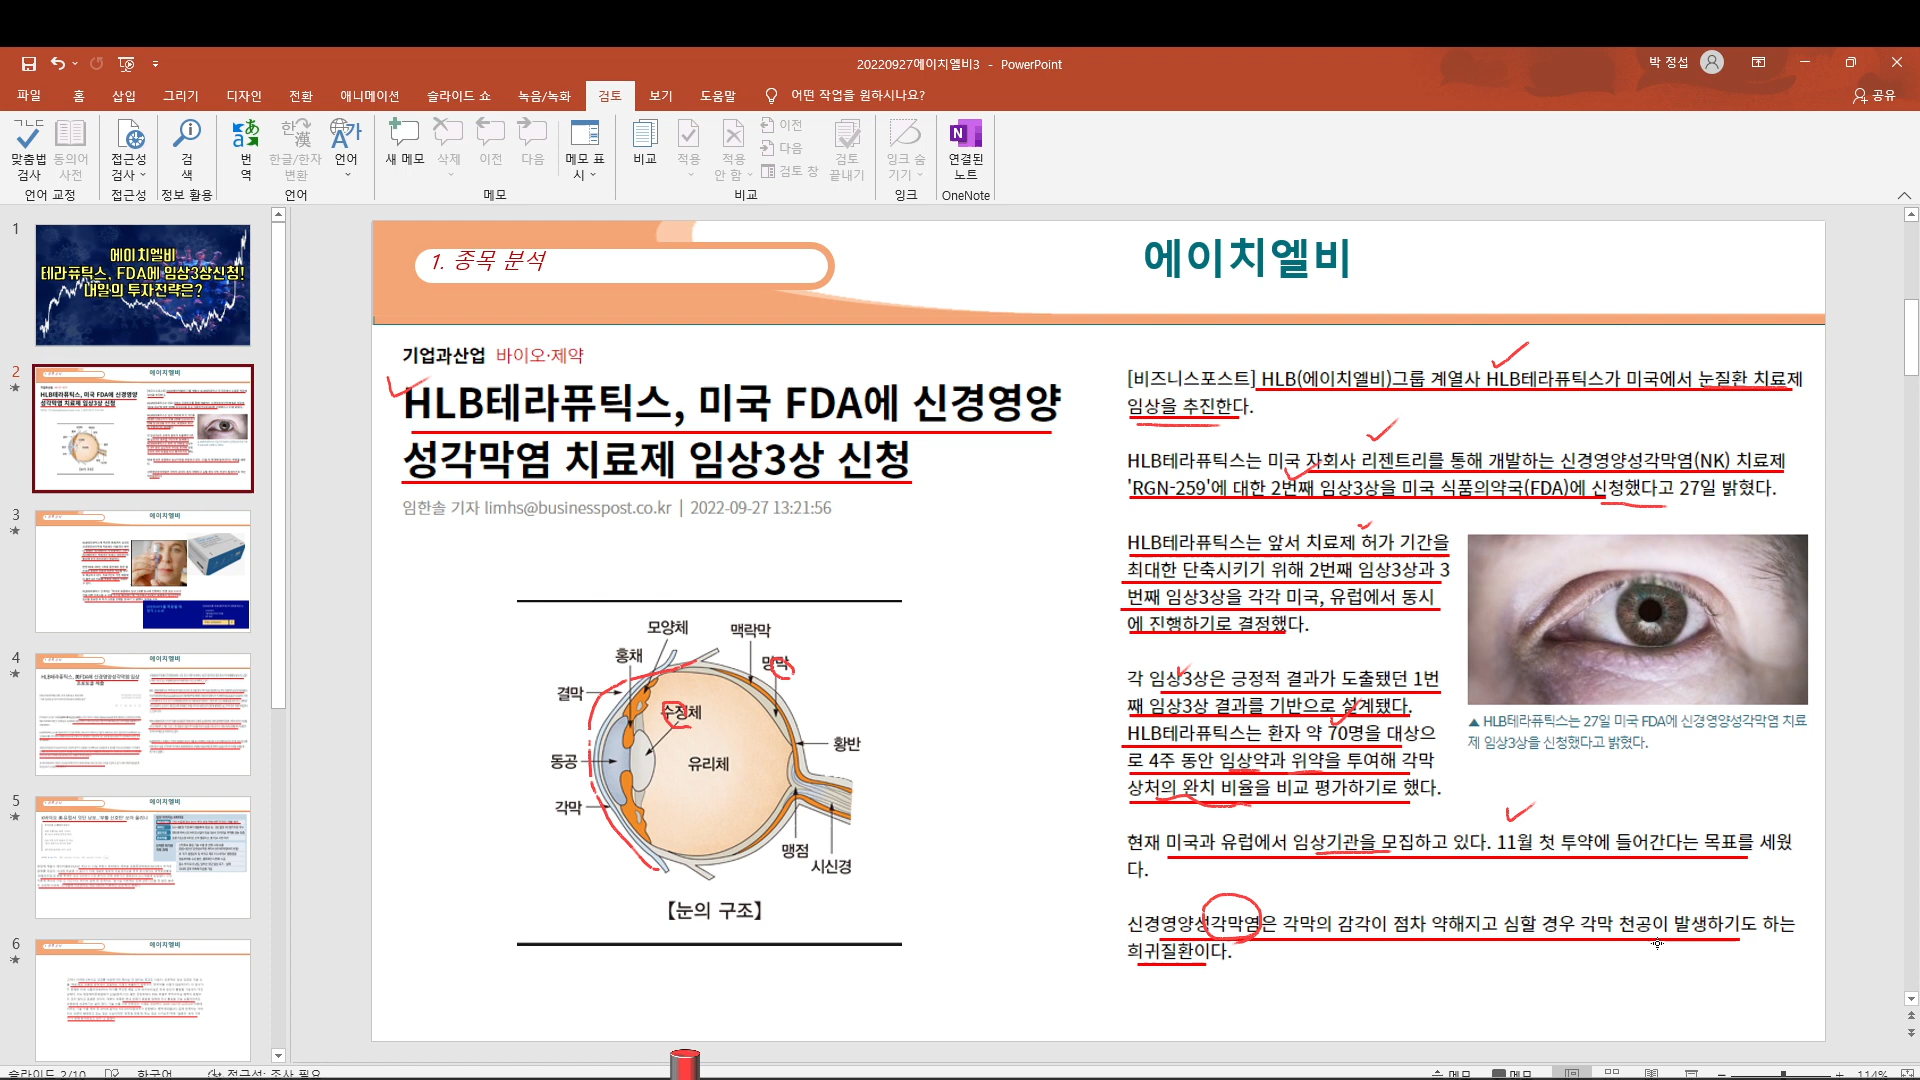 20220927에이치엘비3 - PowerPoint
박 정섭
파일 홈 삽입 그리기 디자인 전환 애니메이션 슬라이드 쇼 녹음/녹화 검토 보기 도움말 어떤 작업을 원하시나요?
공유
맞춤법 검사
동의어 사전
접근성 검사
검색
번역
한글/한자 변환
언어
새 메모
삭제
이전
다음
메모 표시
비교
적용
적용 안 함
이전
다음
검토 창
검토 끝내기
잉크 숨기기
연결된 노트
언어 교정
접근성
정보 활용
언어
메모
비교
잉크
OneNote
1
에이치엘비
테라퓨틱스, FDA에 임상3상신청!
내일의 투자전략은?
2
3
4
5
6
1. 종목 분석
에이치엘비
기업과산업 바이오·제약
HLB테라퓨틱스, 미국 FDA에 신경영양
성각막염 치료제 임상3상 신청
임한솔 기자 limhs@businesspost.co.kr | 2022-09-27 13:21:56
모양체
맥락막
홍채
망막
결막
수정체
황반
동공
유리체
각막
맹점
시신경
【눈의 구조】
[비즈니스포스트] HLB(에이치엘비)그룹 계열사 HLB테라퓨틱스가 미국에서 눈질환 치료제
임상을 추진한다.
HLB테라퓨틱스는 미국 자회사 리젠트리를 통해 개발하는 신경영양성각막염(NK) 치료제
'RGN-259'에 대한 2번째 임상3상을 미국 식품의약국(FDA)에 신청했다고 27일 밝혔다.
HLB테라퓨틱스는 앞서 치료제 허가 기간을
최대한 단축시키기 위해 2번째 임상3상과 3
번째 임상3상을 각각 미국, 유럽에서 동시
에 진행하기로 결정했다.
각 임상3상은 긍정적 결과가 도출됐던 1번
째 임상3상 결과를 기반으로 설계됐다.
HLB테라퓨틱스는 환자 약 70명을 대상으
로 4주 동안 임상약과 위약을 투여해 각막
상처의 완치 비율을 비교 평가하기로 했다.
▲ HLB테라퓨틱스는 27일 미국 FDA에 신경영양성각막염 치료
제 임상3상을 신청했다고 밝혔다.
현재 미국과 유럽에서 임상기관을 모집하고 있다. 11월 첫 투약에 들어간다는 목표를 세웠
다.
신경영양성각막염은 각막의 감각이 점차 약해지고 심할 경우 각막 천공이 발생하기도 하는
희귀질환이다.
슬라이드 2/10 한국어 접근성: 조사 필요
메모 메모 114%